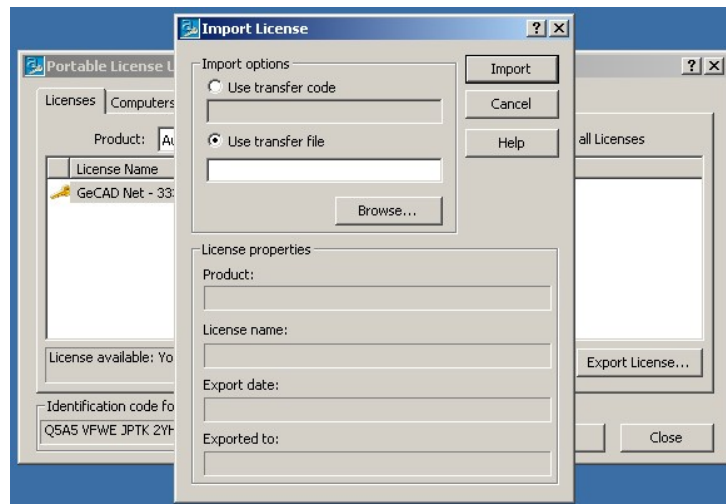 Import License
Import options
Use transfer code
Use transfer file
Browse...
Import
Cancel
Help
License properties
Product:
License name:
Export date:
Exported to:
Portable License U
Licenses
Computers
Product:
all Licenses
License Name
GeCAD Net - 333
License available: Yo
Export License...
Identification code fo
Q5A5 VFWE JPTK 2YH
Close